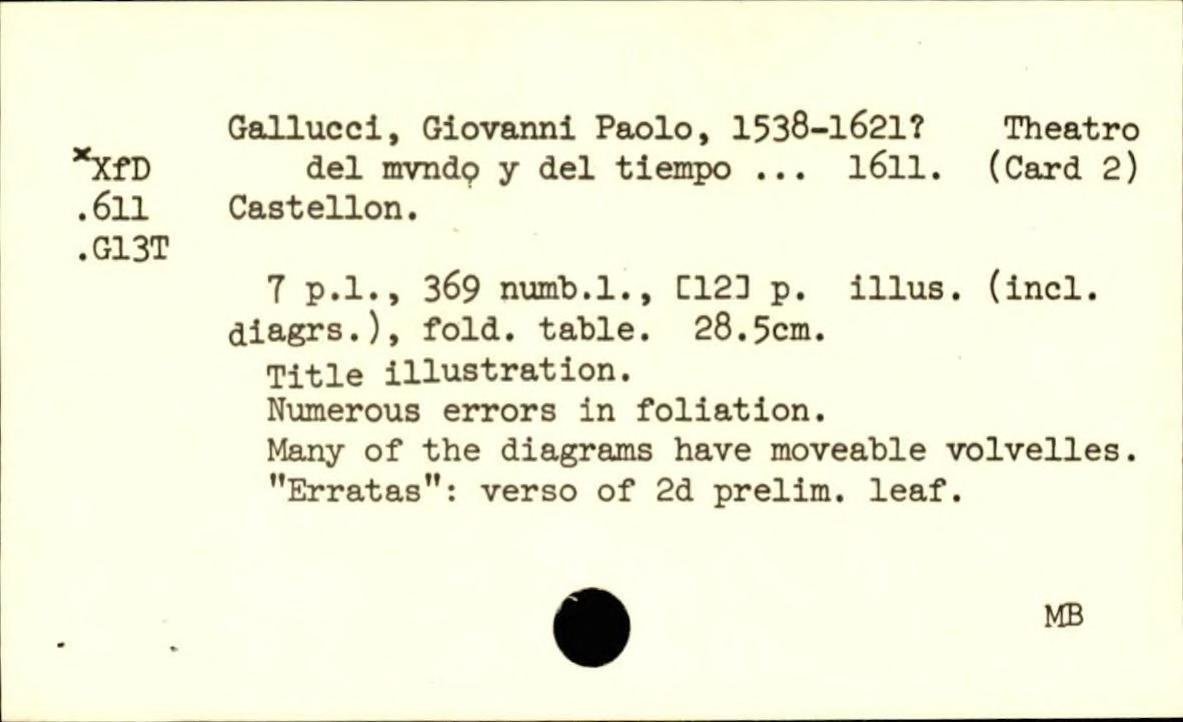 Gallucci, Giovanni Paolo, 1538-1621? Theatro
*XfD del mvndo y del tiempo ... 1611. (Card 2)
.611 Castellon.
.G13T
7 p.l., 369 numb.l., [12] p. illus. (incl.
diagrs.), fold. table. 28.5cm.
Title illustration.
Numerous errors in foliation.
Many of the diagrams have moveable volvelles.
"Erratas": verso of 2d prelim. leaf.
MB